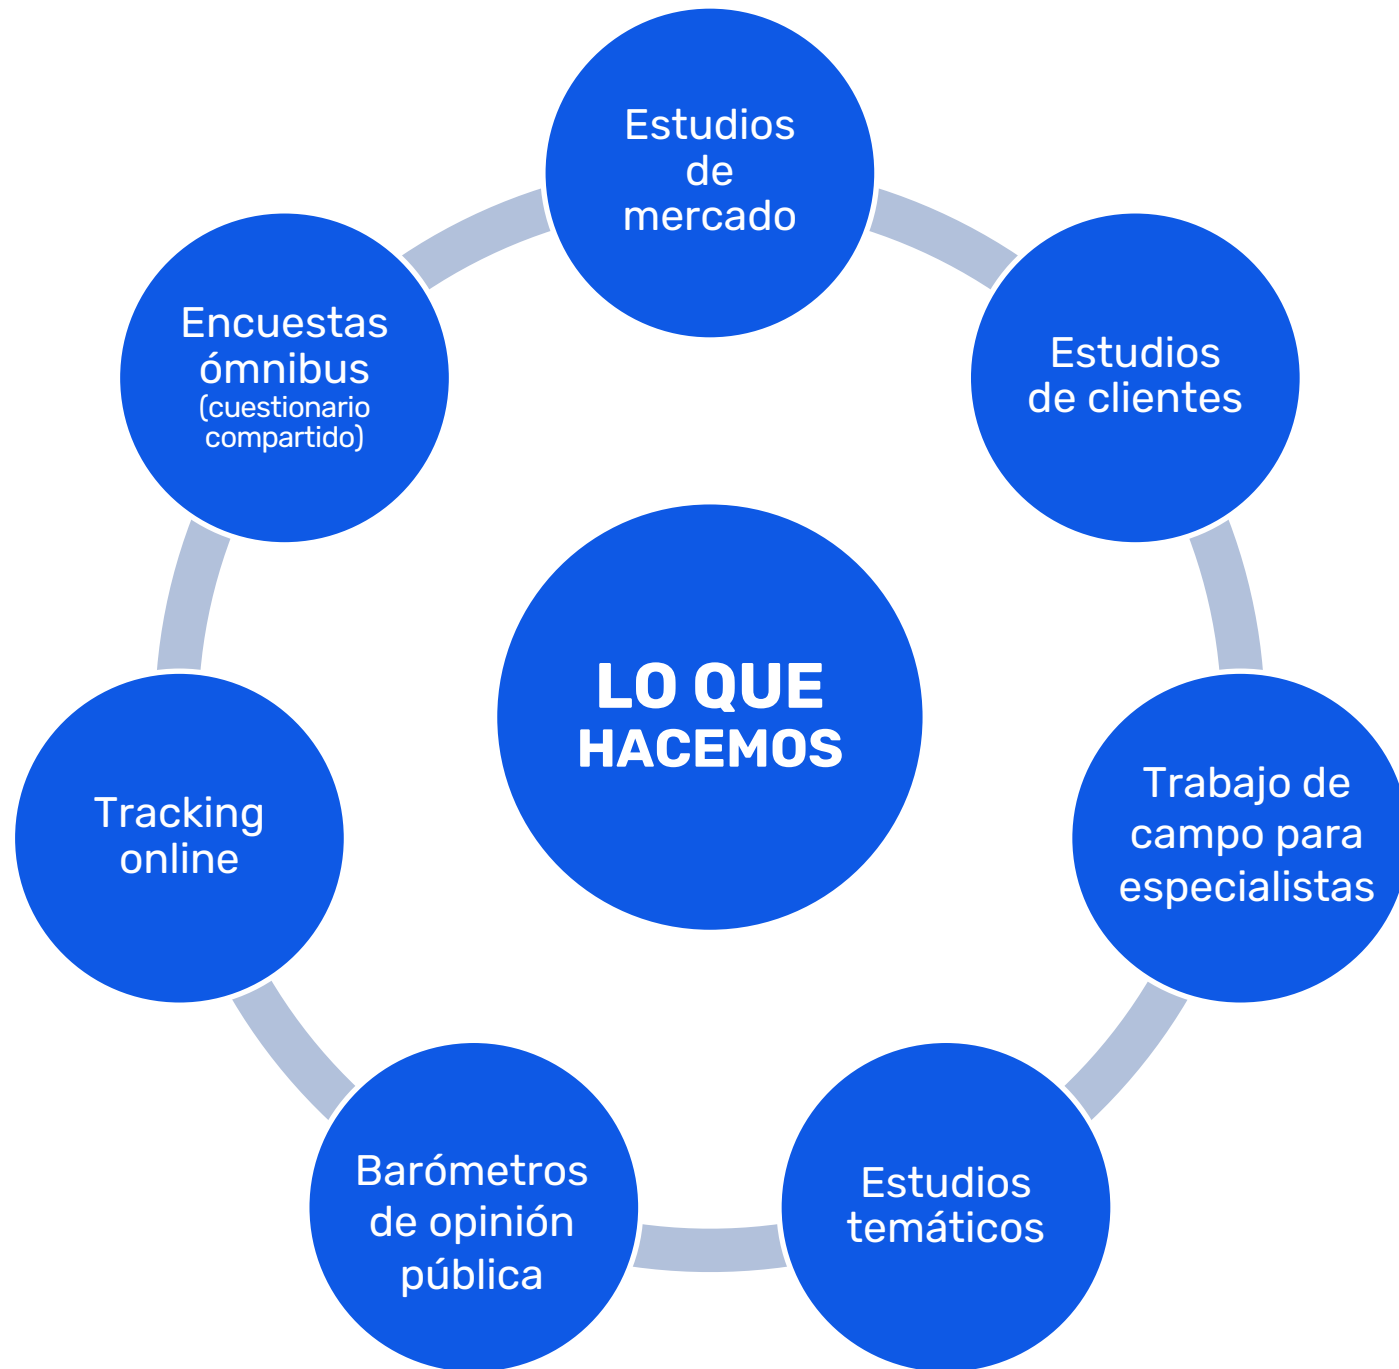 Estudios
de
mercado
Estudios
de clientes
Trabajo de
campo para
especialistas
Estudios
temáticos
Barómetros
de opinión
pública
Tracking
online
Encuestas
ómnibus
(cuestionario
compartido)
LO QUE
HACEMOS